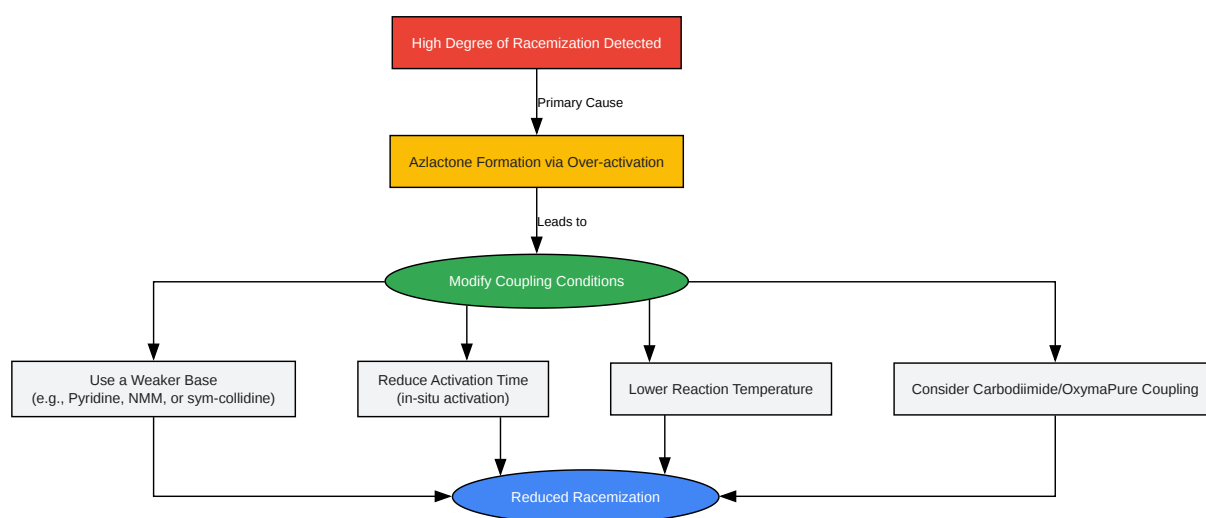 High Degree of Racemization Detected
Primary Cause
Azlactone Formation via Over-activation
Leads to
Modify Coupling Conditions
Use a Weaker Base
(e.g., Pyridine, NMM, or sym-collidine)
Reduce Activation Time
(in-situ activation)
Lower Reaction Temperature
Consider Carbodiimide/OxymaPure Coupling
Reduced Racemization